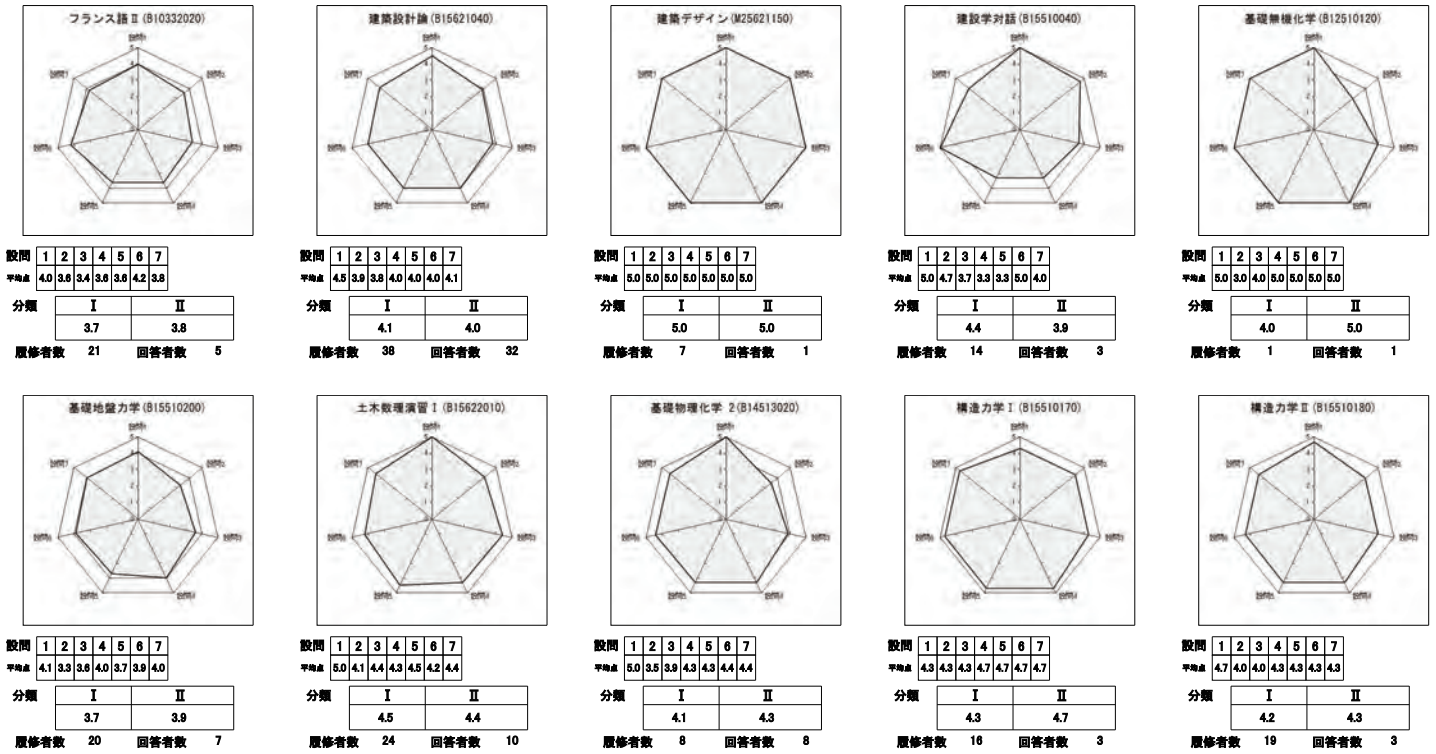 フランス語Ⅱ(B10332020)
設問 1 2 3 4 5 6 7
平均点 4.0 3.6 3.4 3.6 3.6 4.2 3.8
分類 Ⅰ Ⅱ
3.7 3.8
履修者数 21 回答者数 5
建築設計論(B15621040)
設問 1 2 3 4 5 6 7
平均点 4.5 3.9 3.8 4.0 4.0 4.0 4.1
分類 Ⅰ Ⅱ
4.1 4.0
履修者数 38 回答者数 32
建築デザイン(M25621150)
設問 1 2 3 4 5 6 7
平均点 5.0 5.0 5.0 5.0 5.0 5.0 5.0
分類 Ⅰ Ⅱ
5.0 5.0
履修者数 7 回答者数 1
建設学対話(B15510040)
設問 1 2 3 4 5 6 7
平均点 5.0 4.7 3.7 3.3 3.3 5.0 4.0
分類 Ⅰ Ⅱ
4.4 3.9
履修者数 14 回答者数 3
基礎無機化学(B12510120)
設問 1 2 3 4 5 6 7
平均点 5.0 3.0 4.0 5.0 5.0 5.0 5.0
分類 Ⅰ Ⅱ
4.0 5.0
履修者数 1 回答者数 1
基礎地盤力学(B15510200)
設問 1 2 3 4 5 6 7
平均点 4.1 3.3 3.6 4.0 3.7 3.9 4.0
分類 Ⅰ Ⅱ
3.7 3.9
履修者数 20 回答者数 7
土木数理演習Ⅰ(B15622010)
設問 1 2 3 4 5 6 7
平均点 5.0 4.1 4.4 4.3 4.5 4.2 4.4
分類 Ⅰ Ⅱ
4.5 4.4
履修者数 24 回答者数 10
基礎物理化学 2(B14513020)
設問 1 2 3 4 5 6 7
平均点 5.0 3.5 3.9 4.3 4.3 4.4 4.4
分類 Ⅰ Ⅱ
4.1 4.3
履修者数 8 回答者数 8
構造力学Ⅰ(B15510170)
設問 1 2 3 4 5 6 7
平均点 4.3 4.3 4.3 4.7 4.7 4.7 4.7
分類 Ⅰ Ⅱ
4.3 4.7
履修者数 16 回答者数 3
構造力学Ⅱ(B15510180)
設問 1 2 3 4 5 6 7
平均点 4.7 4.0 4.0 4.3 4.3 4.3 4.3
分類 Ⅰ Ⅱ
4.2 4.3
履修者数 19 回答者数 3